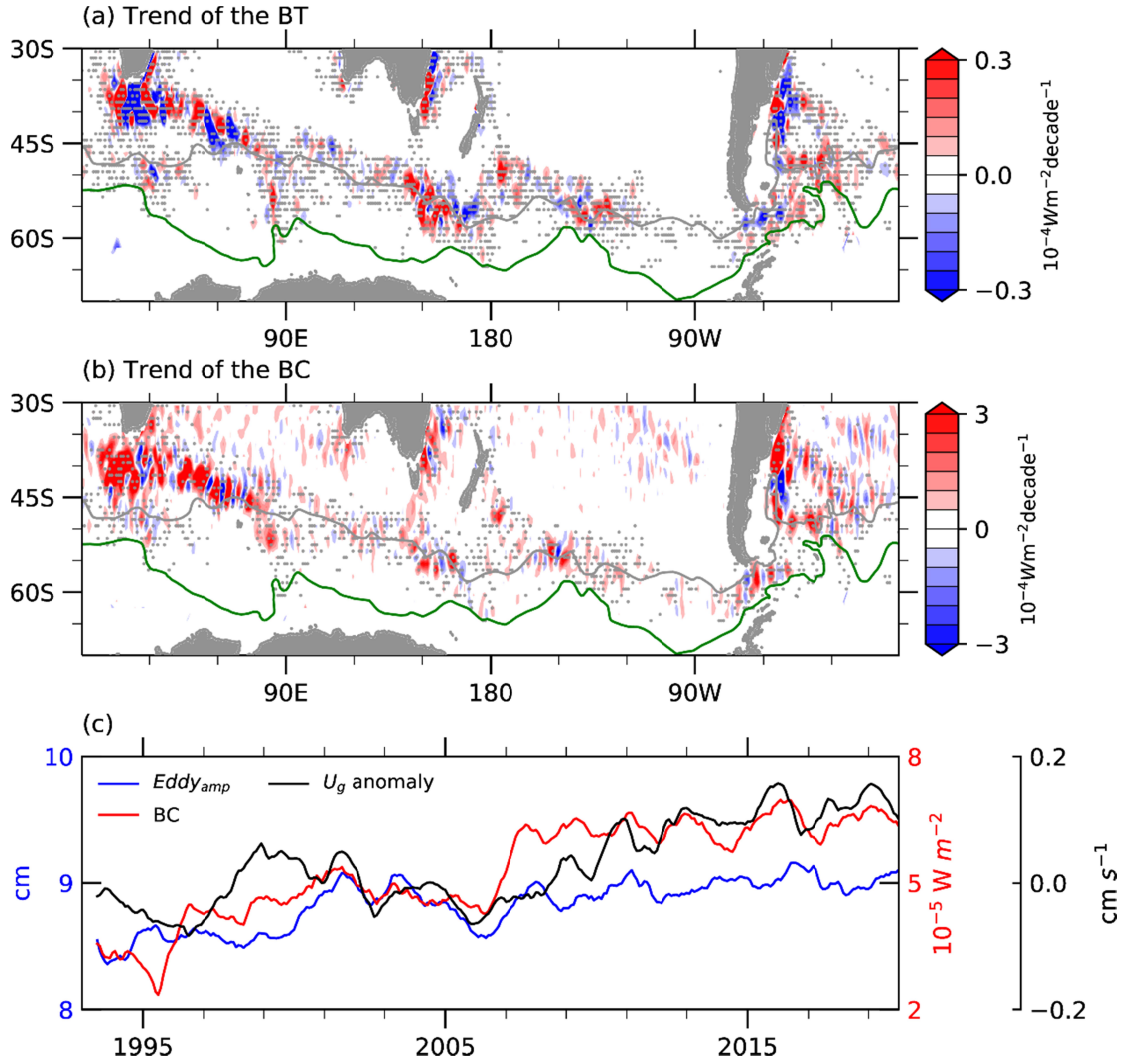 (a) Trend of the BT
30S
45S
60S
90E 180 90W
0.3
0.0
−0.3
10⁻⁴Wm⁻²decade⁻¹
(b) Trend of the BC
30S
45S
60S
90E 180 90W
3
0
−3
10⁻⁴Wm⁻²decade⁻¹
(c)
10
9
8
cm
Eddy_amp
U_g anomaly
BC
8
5
2
10⁻⁵ W m⁻²
0.2
0.0
−0.2
cm s⁻¹
1995 2005 2015